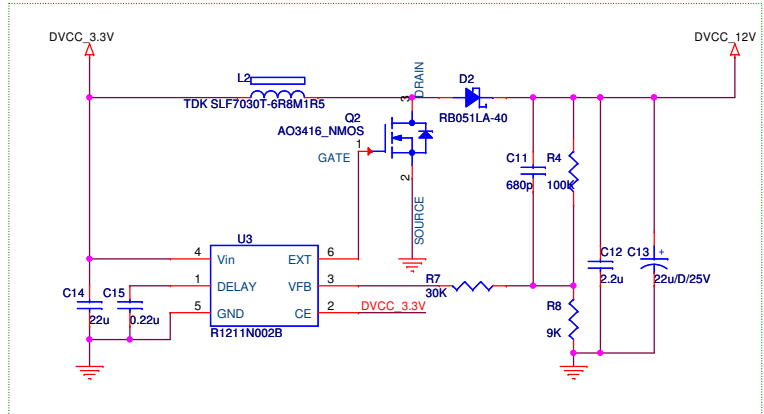 DVCC_3.3V
DVCC_12V
L2
TDK SLF7030T-6R8M1R5
3
DRAIN
D2
RB051LA-40
Q2
AO3416_NMOS
1
GATE
2
SOURCE
C11
680p
R4
100K
U3
4
Vin
EXT
6
1
DELAY
VFB
3
5
GND
CE
2
R1211N002B
DVCC_3.3V
R7
30K
C14
22u
C15
0.22u
R8
9K
C12
2.2u
C13
+
22u/D/25V